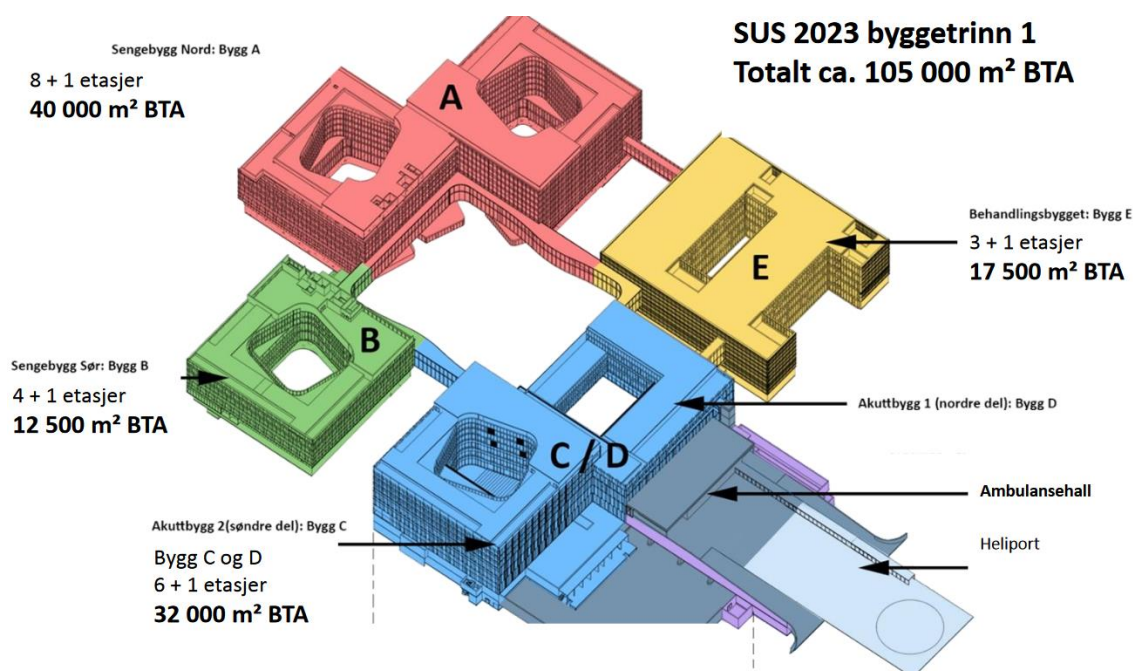 SUS 2023 byggetrinn 1
Totalt ca. 105 000 m² BTA
Sengebygg Nord: Bygg A
8 + 1 etasjer
40 000 m² BTA
A
Behandlingsbygget: Bygg E
3 + 1 etasjer
17 500 m² BTA
E
B
Sengebygg Sør: Bygg B
4 + 1 etasjer
12 500 m² BTA
Akuttbygg 1 (nordre del): Bygg D
C / D
Ambulansehall
Akuttbygg 2(søndre del): Bygg C
Bygg C og D
6 + 1 etasjer
32 000 m² BTA
Heliport